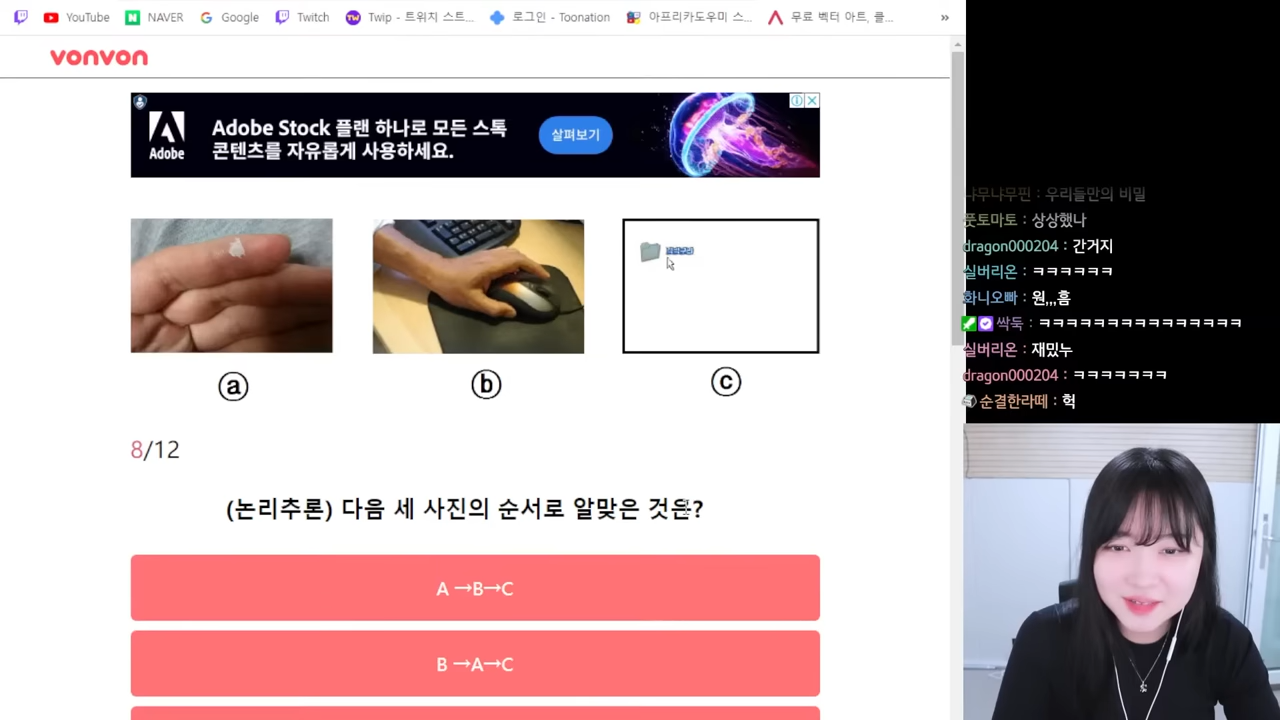 YouTube NAVER Google Twitch Twip - 트위치 스트... 로그인 - Toonation 아프리카도우미 스... 무료 벡터 아트, 클... »
vonvon
Adobe
Adobe Stock 플랜 하나로 모든 스톡
콘텐츠를 자유롭게 사용하세요.
살펴보기
ⓐ ⓑ ⓒ
8/12
(논리추론) 다음 세 사진의 순서로 알맞은 것은?
A →B→C
B →A→C
냐무냐무핀 : 우리들만의 비밀
풋토마토 : 상상했나
dragon000204 : 간거지
실버리온 : ㅋㅋㅋㅋㅋㅋ
화니오빠 : 원,,,흠
싹둑 : ㅋㅋㅋㅋㅋㅋㅋㅋㅋㅋㅋㅋㅋㅋㅋ
실버리온 : 재밌누
dragon000204 : ㅋㅋㅋㅋㅋㅋㅋ
순결한라떼 : 헉